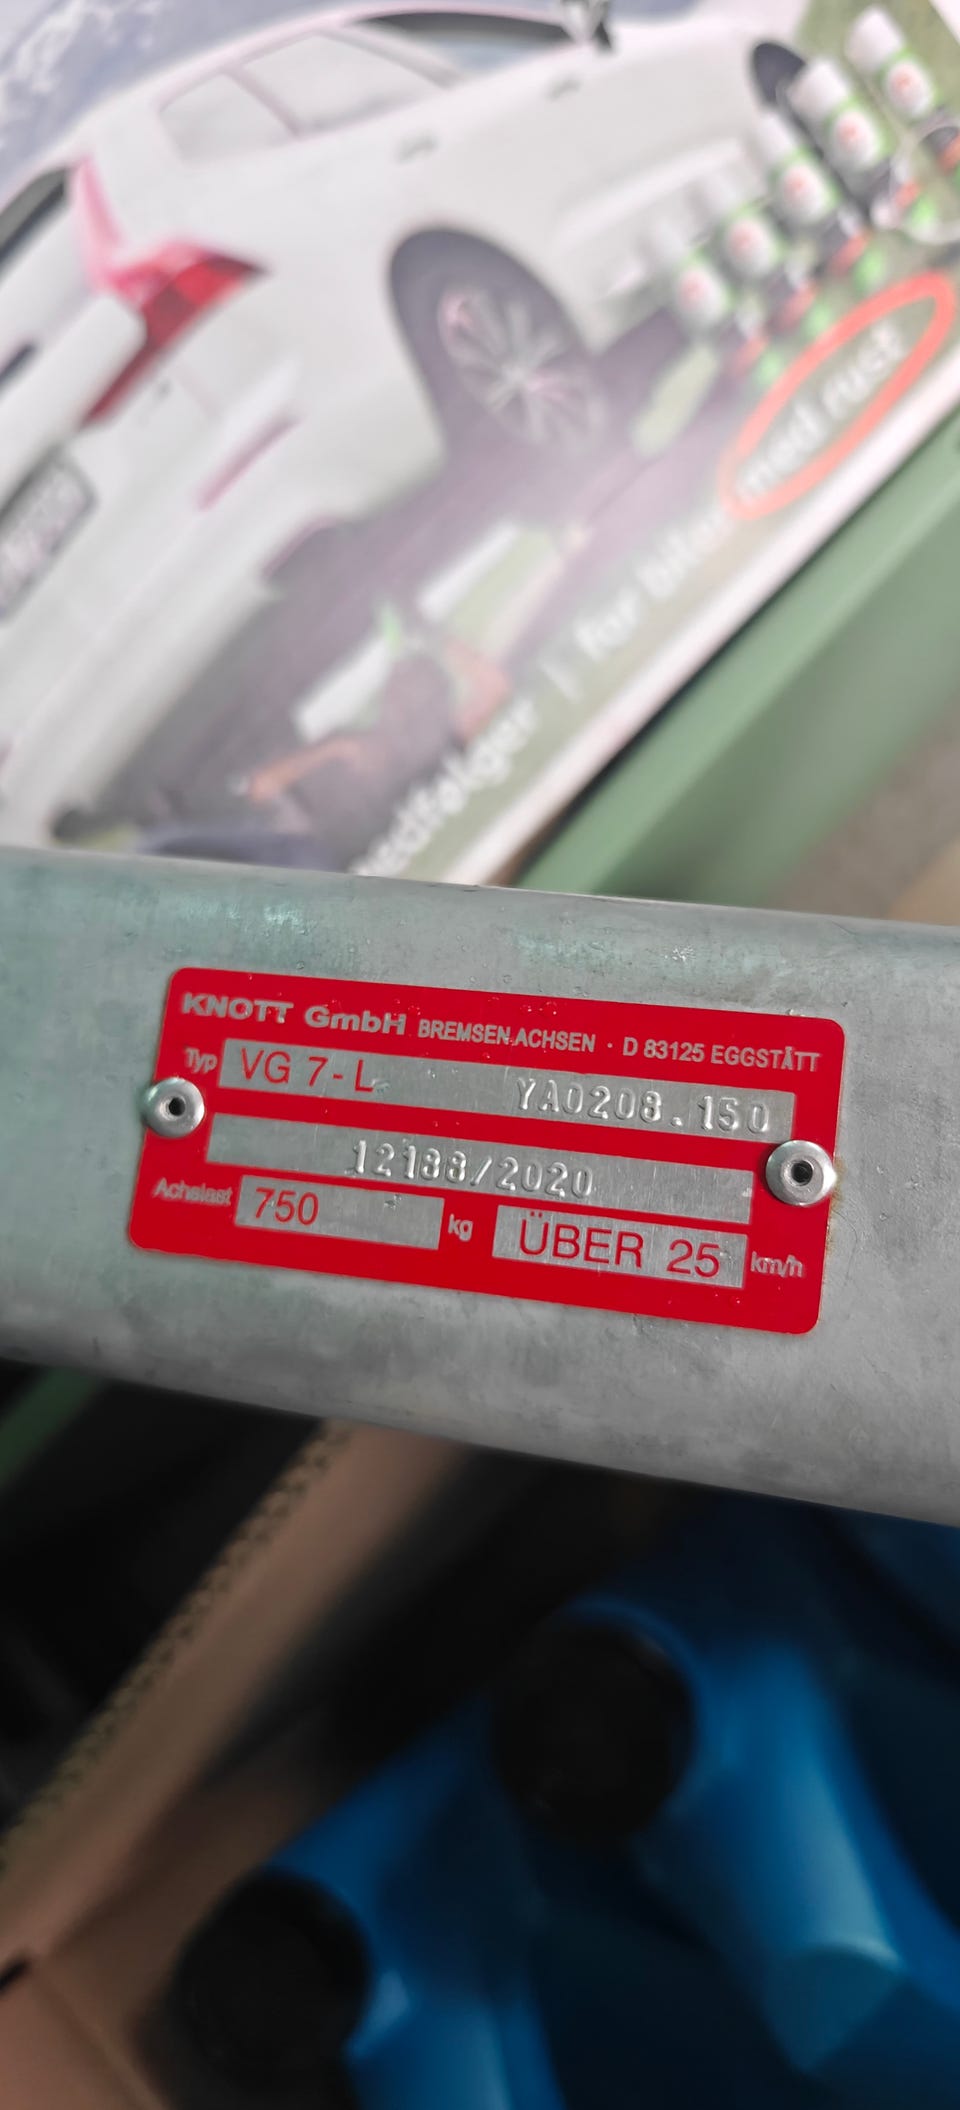 for biler
med rust
KNOTT GmbH BREMSEN.ACHSEN · D 83125 EGGSTÄTT
Typ VG 7-L YA0208.150
12188/2020
Achslast 750 kg ÜBER 25 km/h